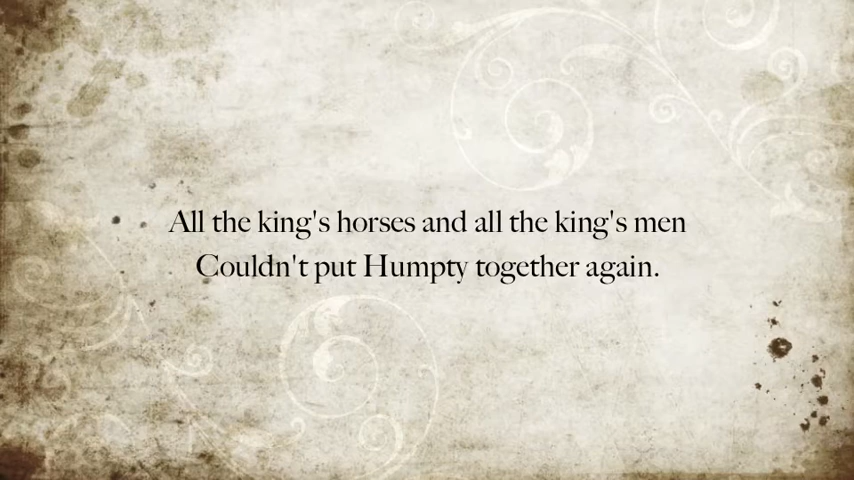 All the king's horses and all the king's men
Couldn't put Humpty together again.